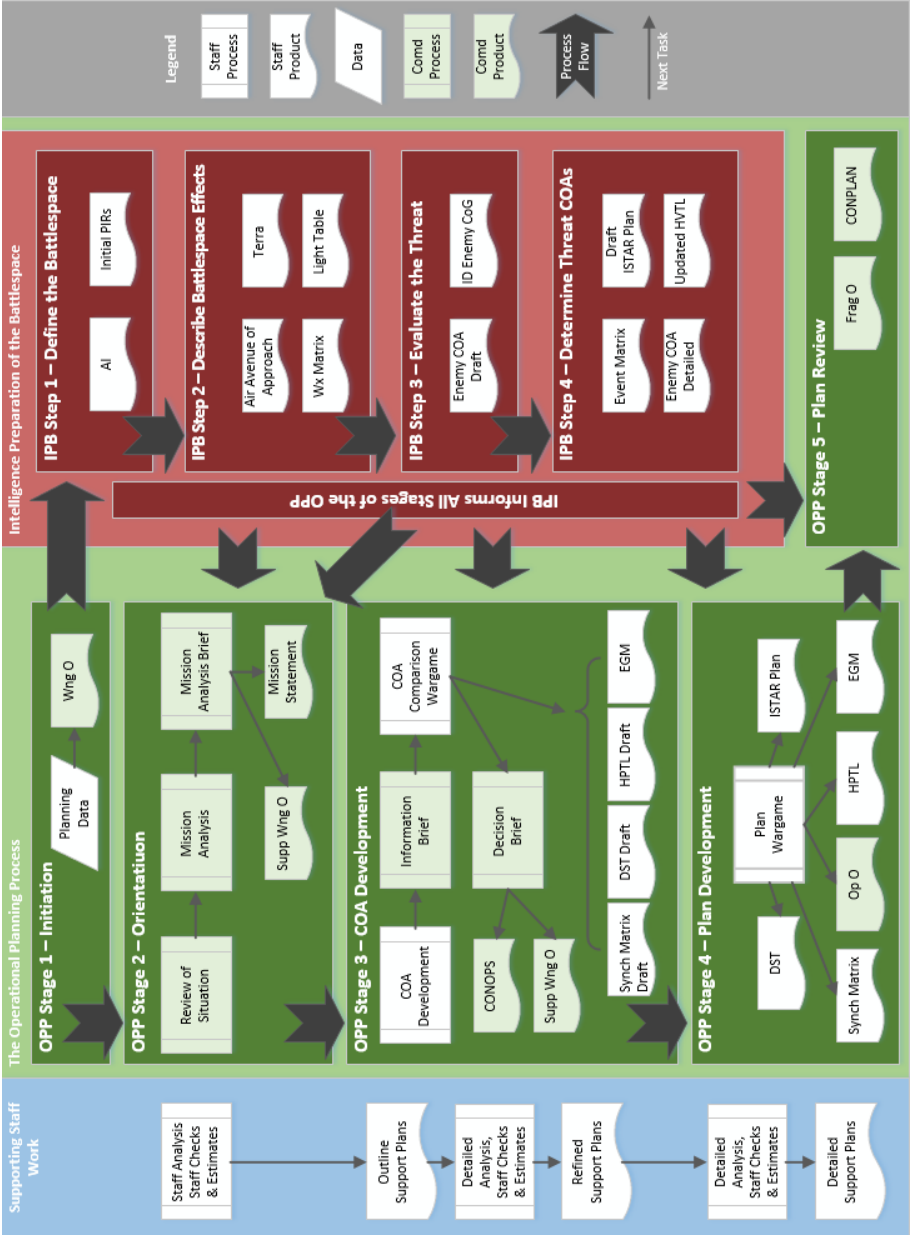 Supporting Staff
Work
Staff Analysis
Staff Checks
& Estimates
Outline
Support Plans
Detailed
Analysis,
Staff Checks
& Estimates
Refined
Support Plans
Detailed
Analysis,
Staff Checks
& Estimates
Detailed
Support Plans
The Operational Planning Process
OPP Stage 1 – Initiation
Planning
Data
Wng O
OPP Stage 2 – Orientatiuon
Review of
Situation
Mission
Analysis
Mission
Analysis Brief
Supp Wng O
Mission
Statement
OPP Stage 3 – COA Development
COA
Development
Information
Brief
COA
Comparison
Wargame
CONOPS
Decision
Brief
Supp Wng O
Synch Matrix
Draft
DST Draft
HPTL Draft
EGM
OPP Stage 4 – Plan Development
DST
Plan
Wargame
ISTAR Plan
Synch Matrix
Op O
HPTL
EGM
Intelligence Preparation of the Battlespace
IPB Step 1 – Define the Battlespace
AI
Initial PIRs
IPB Step 2 – Describe Battlespace Effects
Air Avenue of
Approach
Terra
Wx Matrix
Light Table
IPB Step 3 – Evaluate the Threat
Enemy COA
Draft
ID Enemy CoG
IPB Step 4 – Determine Threat COAs
Event Matrix
Draft
ISTAR Plan
Enemy COA
Detailed
Updated HVTL
IPB Informs All Stages of the OPP
OPP Stage 5 – Plan Review
Frag O
CONPLAN
Legend
Staff
Process
Staff
Product
Data
Comd
Process
Comd
Product
Process
Flow
Next Task